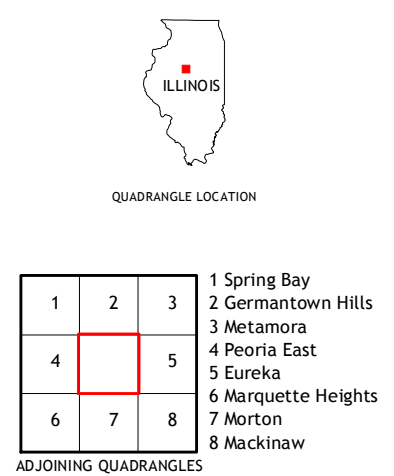 ILLINOIS
QUADRANGLE LOCATION
1 2 3
4 5
6 7 8
1 Spring Bay
2 Germantown Hills
3 Metamora
4 Peoria East
5 Eureka
6 Marquette Heights
7 Morton
8 Mackinaw
ADJOINING QUADRANGLES